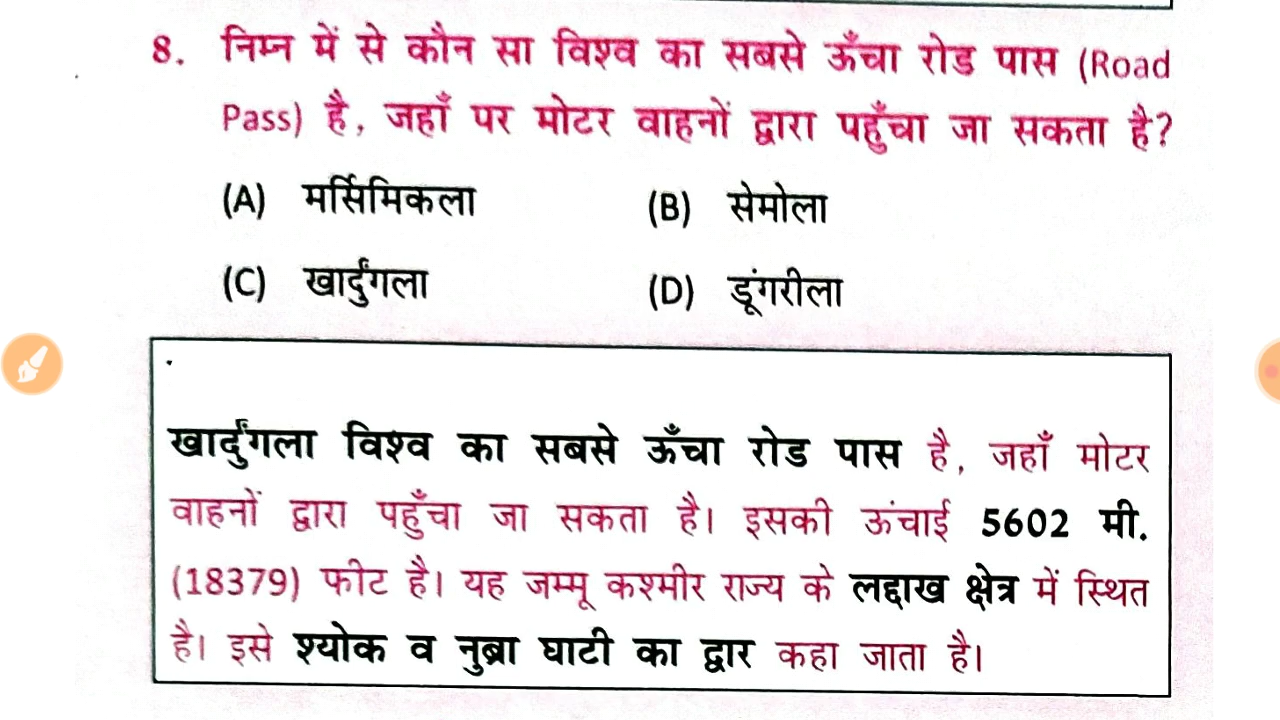 8. निम्न में से कौन सा विश्व का सबसे ऊँचा रोड पास (Road
Pass) है, जहाँ पर मोटर वाहनों द्वारा पहुँचा जा सकता है?
(A) मर्सिमिकला (B) सेमोला
(C) खार्दुंगला (D) डूंगरीला
खार्दुंगला विश्व का सबसे ऊँचा रोड पास है, जहाँ मोटर
वाहनों द्वारा पहुँचा जा सकता है। इसकी ऊंचाई 5602 मी.
(18379) फीट है। यह जम्मू कश्मीर राज्य के लद्दाख क्षेत्र में स्थित
है। इसे श्योक व नुब्रा घाटी का द्वार कहा जाता है।